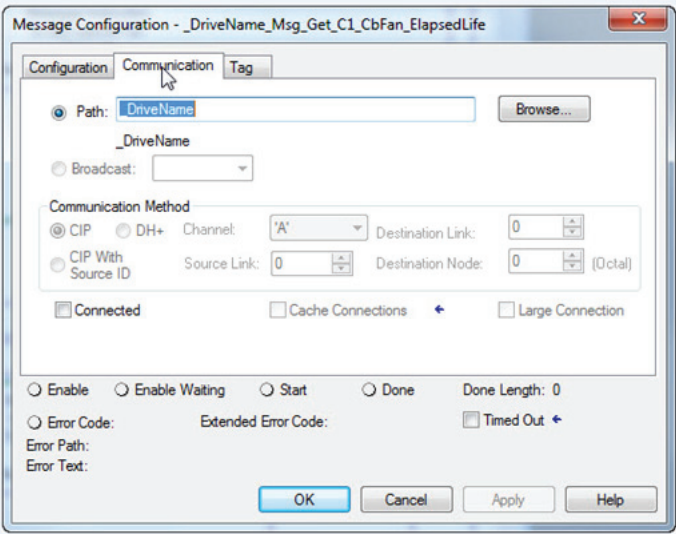 Message Configuration - _DriveName_Msg_Get_C1_CbFan_ElapsedLife
x
Configuration Communication Tag
Path: _DriveName Browse...
_DriveName
Broadcast:
Communication Method
CIP DH+ Channel: 'A' Destination Link: 0
CIP With
Source ID Source Link: 0 Destination Node: 0 (Octal)
Connected Cache Connections ← Large Connection
Enable Enable Waiting Start Done Done Length: 0
Error Code: Extended Error Code: Timed Out ←
Error Path:
Error Text:
OK Cancel Apply Help